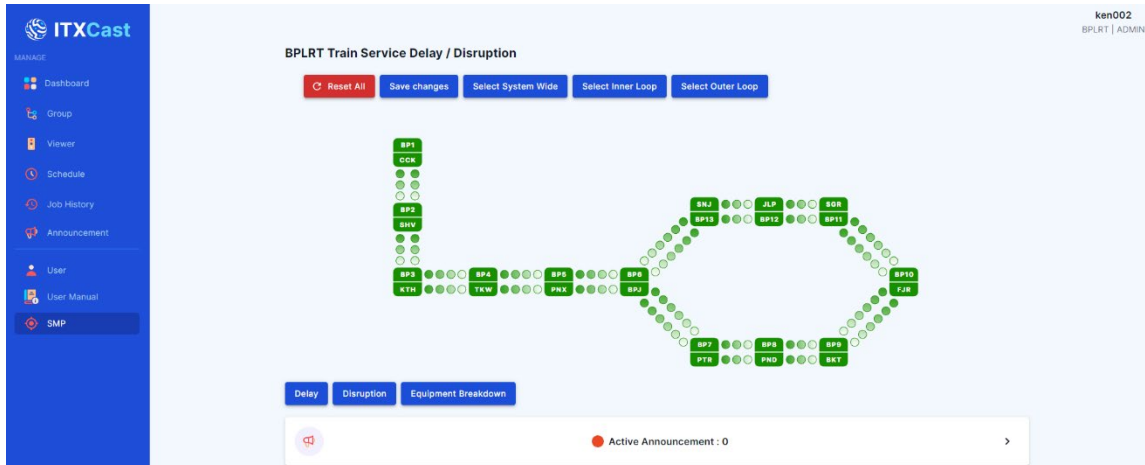 ITXCast
ken002
BPLRT | ADMIN
MANAGE
Dashboard
Group
Viewer
Schedule
Job History
Announcement
User
User Manual
SMP
BPLRT Train Service Delay / Disruption
Reset All
Save changes
Select System Wide
Select Inner Loop
Select Outer Loop
BP1
CCK
BP2
SHV
BP3
KTH
BP4
TKW
BP5
PNX
BP6
BPJ
SNJ
BP13
JLP
BP12
SGR
BP11
BP10
FJR
BP7
PTR
BP8
PND
BP9
BKT
Delay
Disruption
Equipment Breakdown
Active Announcement : 0